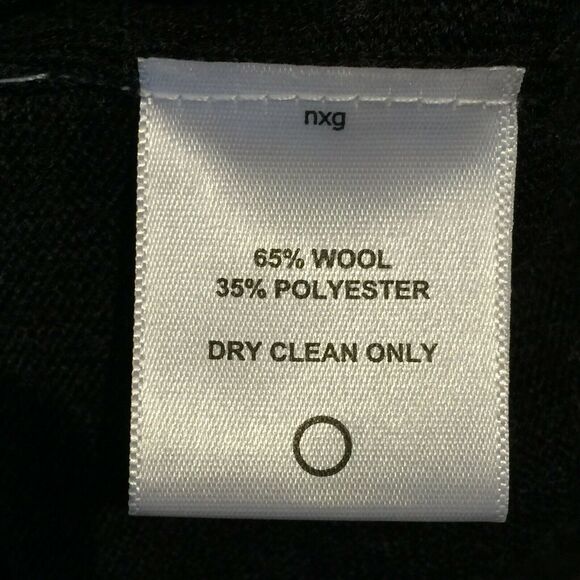 nxg
65% WOOL
35% POLYESTER
DRY CLEAN ONLY